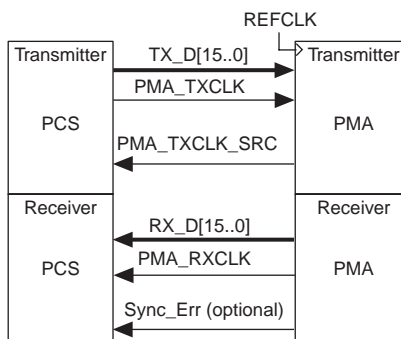 REFCLK
Transmitter TX_D[15..0] Transmitter
PMA_TXCLK
PCS PMA
PMA_TXCLK_SRC
Receiver Receiver
RX_D[15..0]
PCS PMA_RXCLK PMA
Sync_Err (optional)